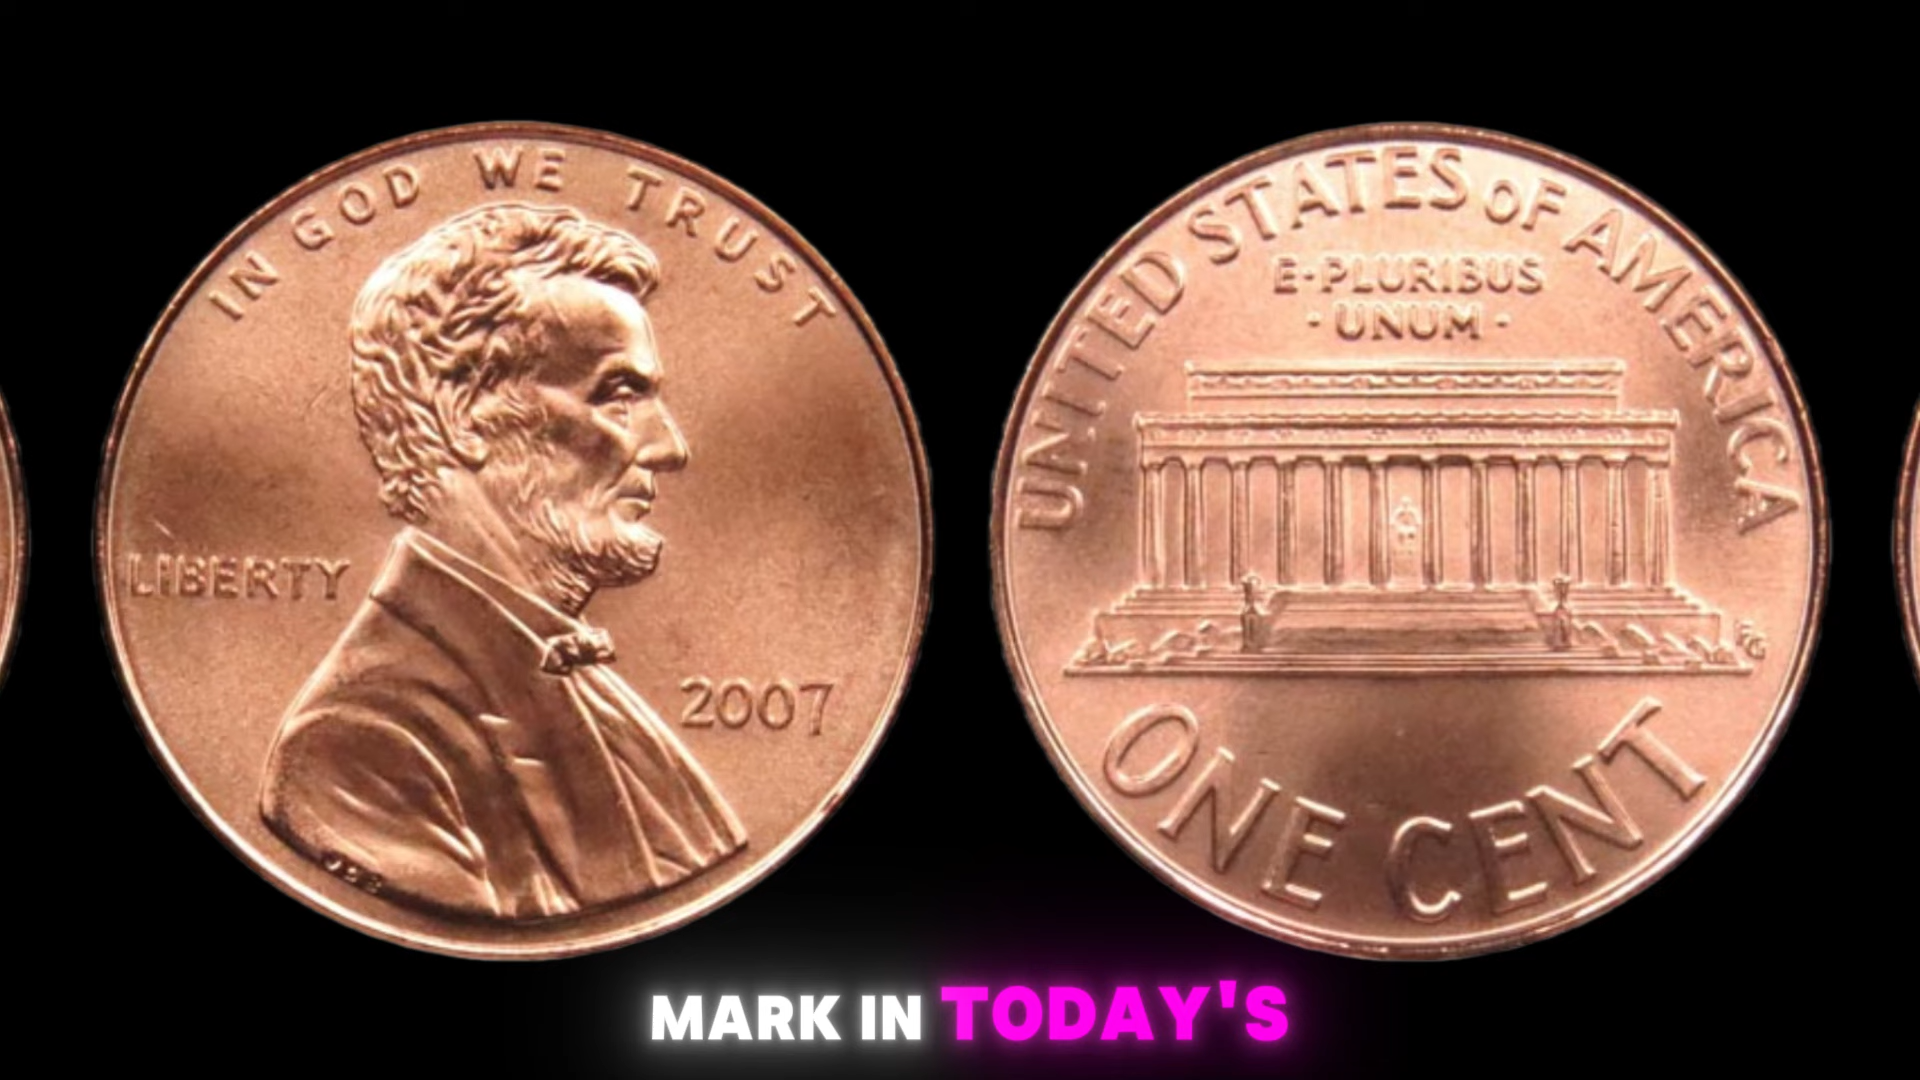 IN GOD WE TRUST
LIBERTY
2007
UNITED STATES OF AMERICA
E·PLURIBUS
·UNUM·
ONE CENT
MARK IN TODAY'S